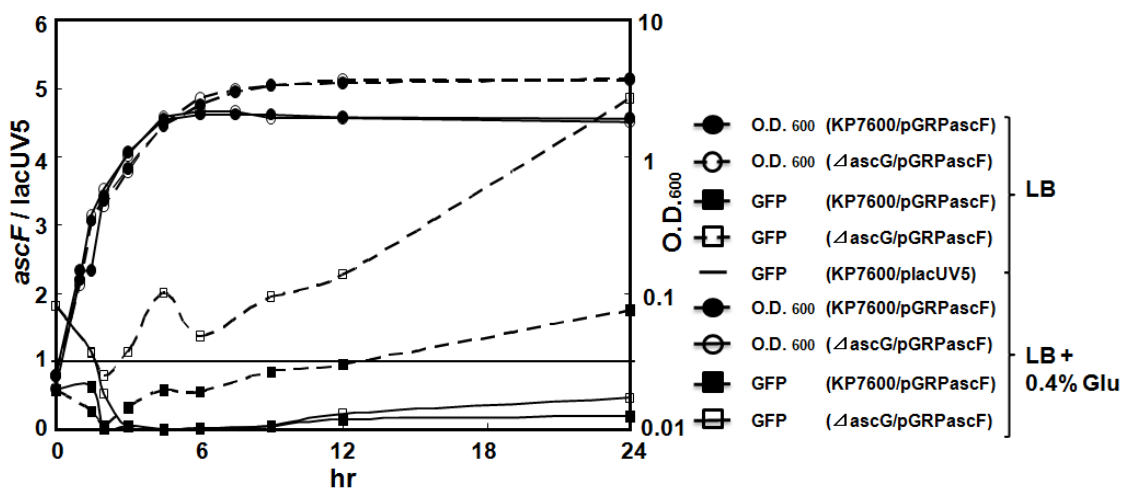 6
5
4
3
2
1
0
ascF / lacUV5
10
1
0.1
0.01
O.D.600
0
6
12
18
24
hr
O.D. 600 (KP7600/pGRPascF)
O.D. 600 (⊿ascG/pGRPascF)
GFP (KP7600/pGRPascF)
GFP (⊿ascG/pGRPascF)
GFP (KP7600/placUV5)
O.D. 600 (KP7600/pGRPascF)
O.D. 600 (⊿ascG/pGRPascF)
GFP (KP7600/pGRPascF)
GFP (⊿ascG/pGRPascF)
LB
LB +
0.4% Glu